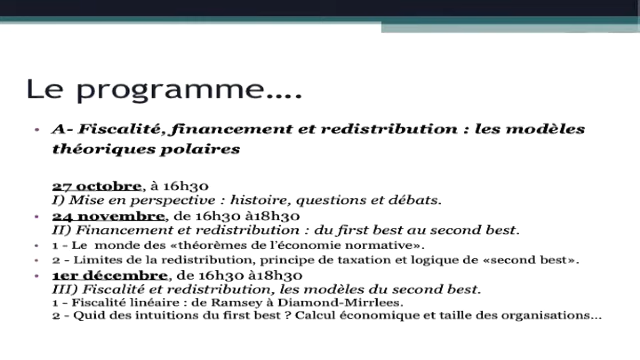 Le programme....
• A- Fiscalité, financement et redistribution : les modèles
théoriques polaires
27 octobre, à 16h30
I) Mise en perspective : histoire, questions et débats.
• 24 novembre, de 16h30 à18h30
II) Financement et redistribution : du first best au second best.
• 1 - Le monde des «théorèmes de l'économie normative».
• 2 - Limites de la redistribution, principe de taxation et logique de «second best».
• 1er décembre, de 16h30 à18h30
III) Fiscalité et redistribution, les modèles du second best.
1 - Fiscalité linéaire : de Ramsey à Diamond-Mirrlees.
2 - Quid des intuitions du first best ? Calcul économique et taille des organisations...